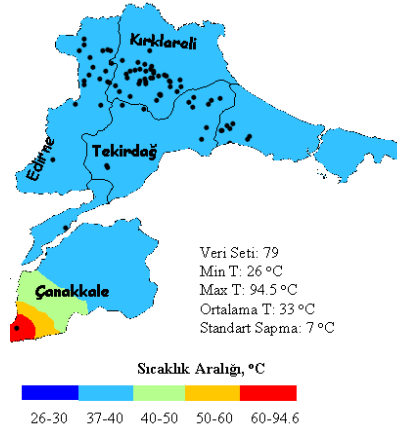 Kırklareli
Edirne
Tekirdağ
Çanakkale
Veri Seti: 79
Min T: 26 °C
Max T: 94.5 °C
Ortalama T: 33 °C
Standart Sapma: 7 °C
Sıcaklık Aralığı, °C
26-30 37-40 40-50 50-60 60-94.6